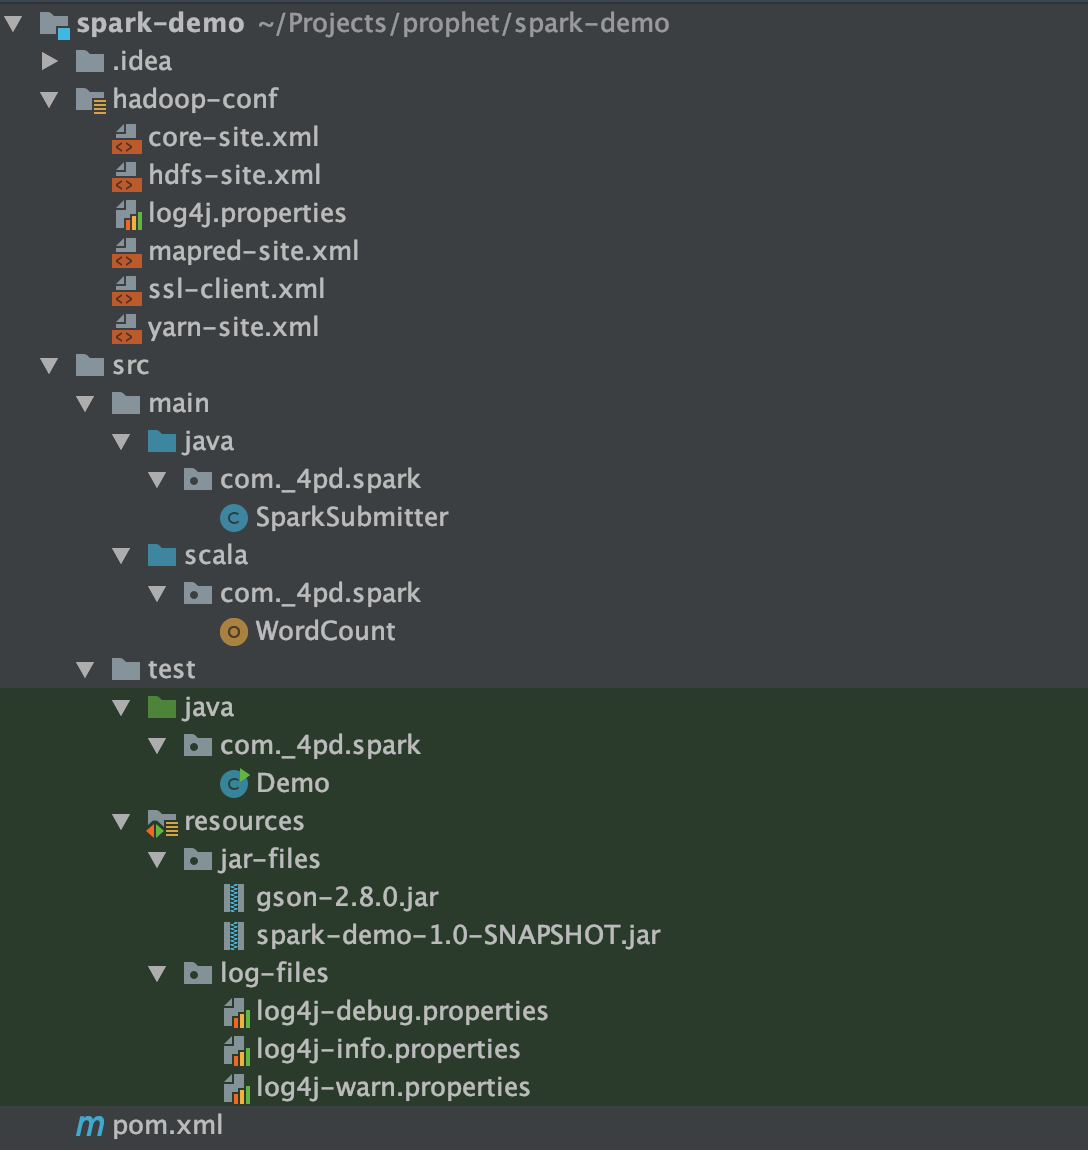 spark-demo ~/Projects/prophet/spark-demo
.idea
hadoop-conf
core-site.xml
hdfs-site.xml
log4j.properties
mapred-site.xml
ssl-client.xml
yarn-site.xml
src
main
java
com._4pd.spark
SparkSubmitter
scala
com._4pd.spark
WordCount
test
java
com._4pd.spark
Demo
resources
jar-files
gson-2.8.0.jar
spark-demo-1.0-SNAPSHOT.jar
log-files
log4j-debug.properties
log4j-info.properties
log4j-warn.properties
pom.xml